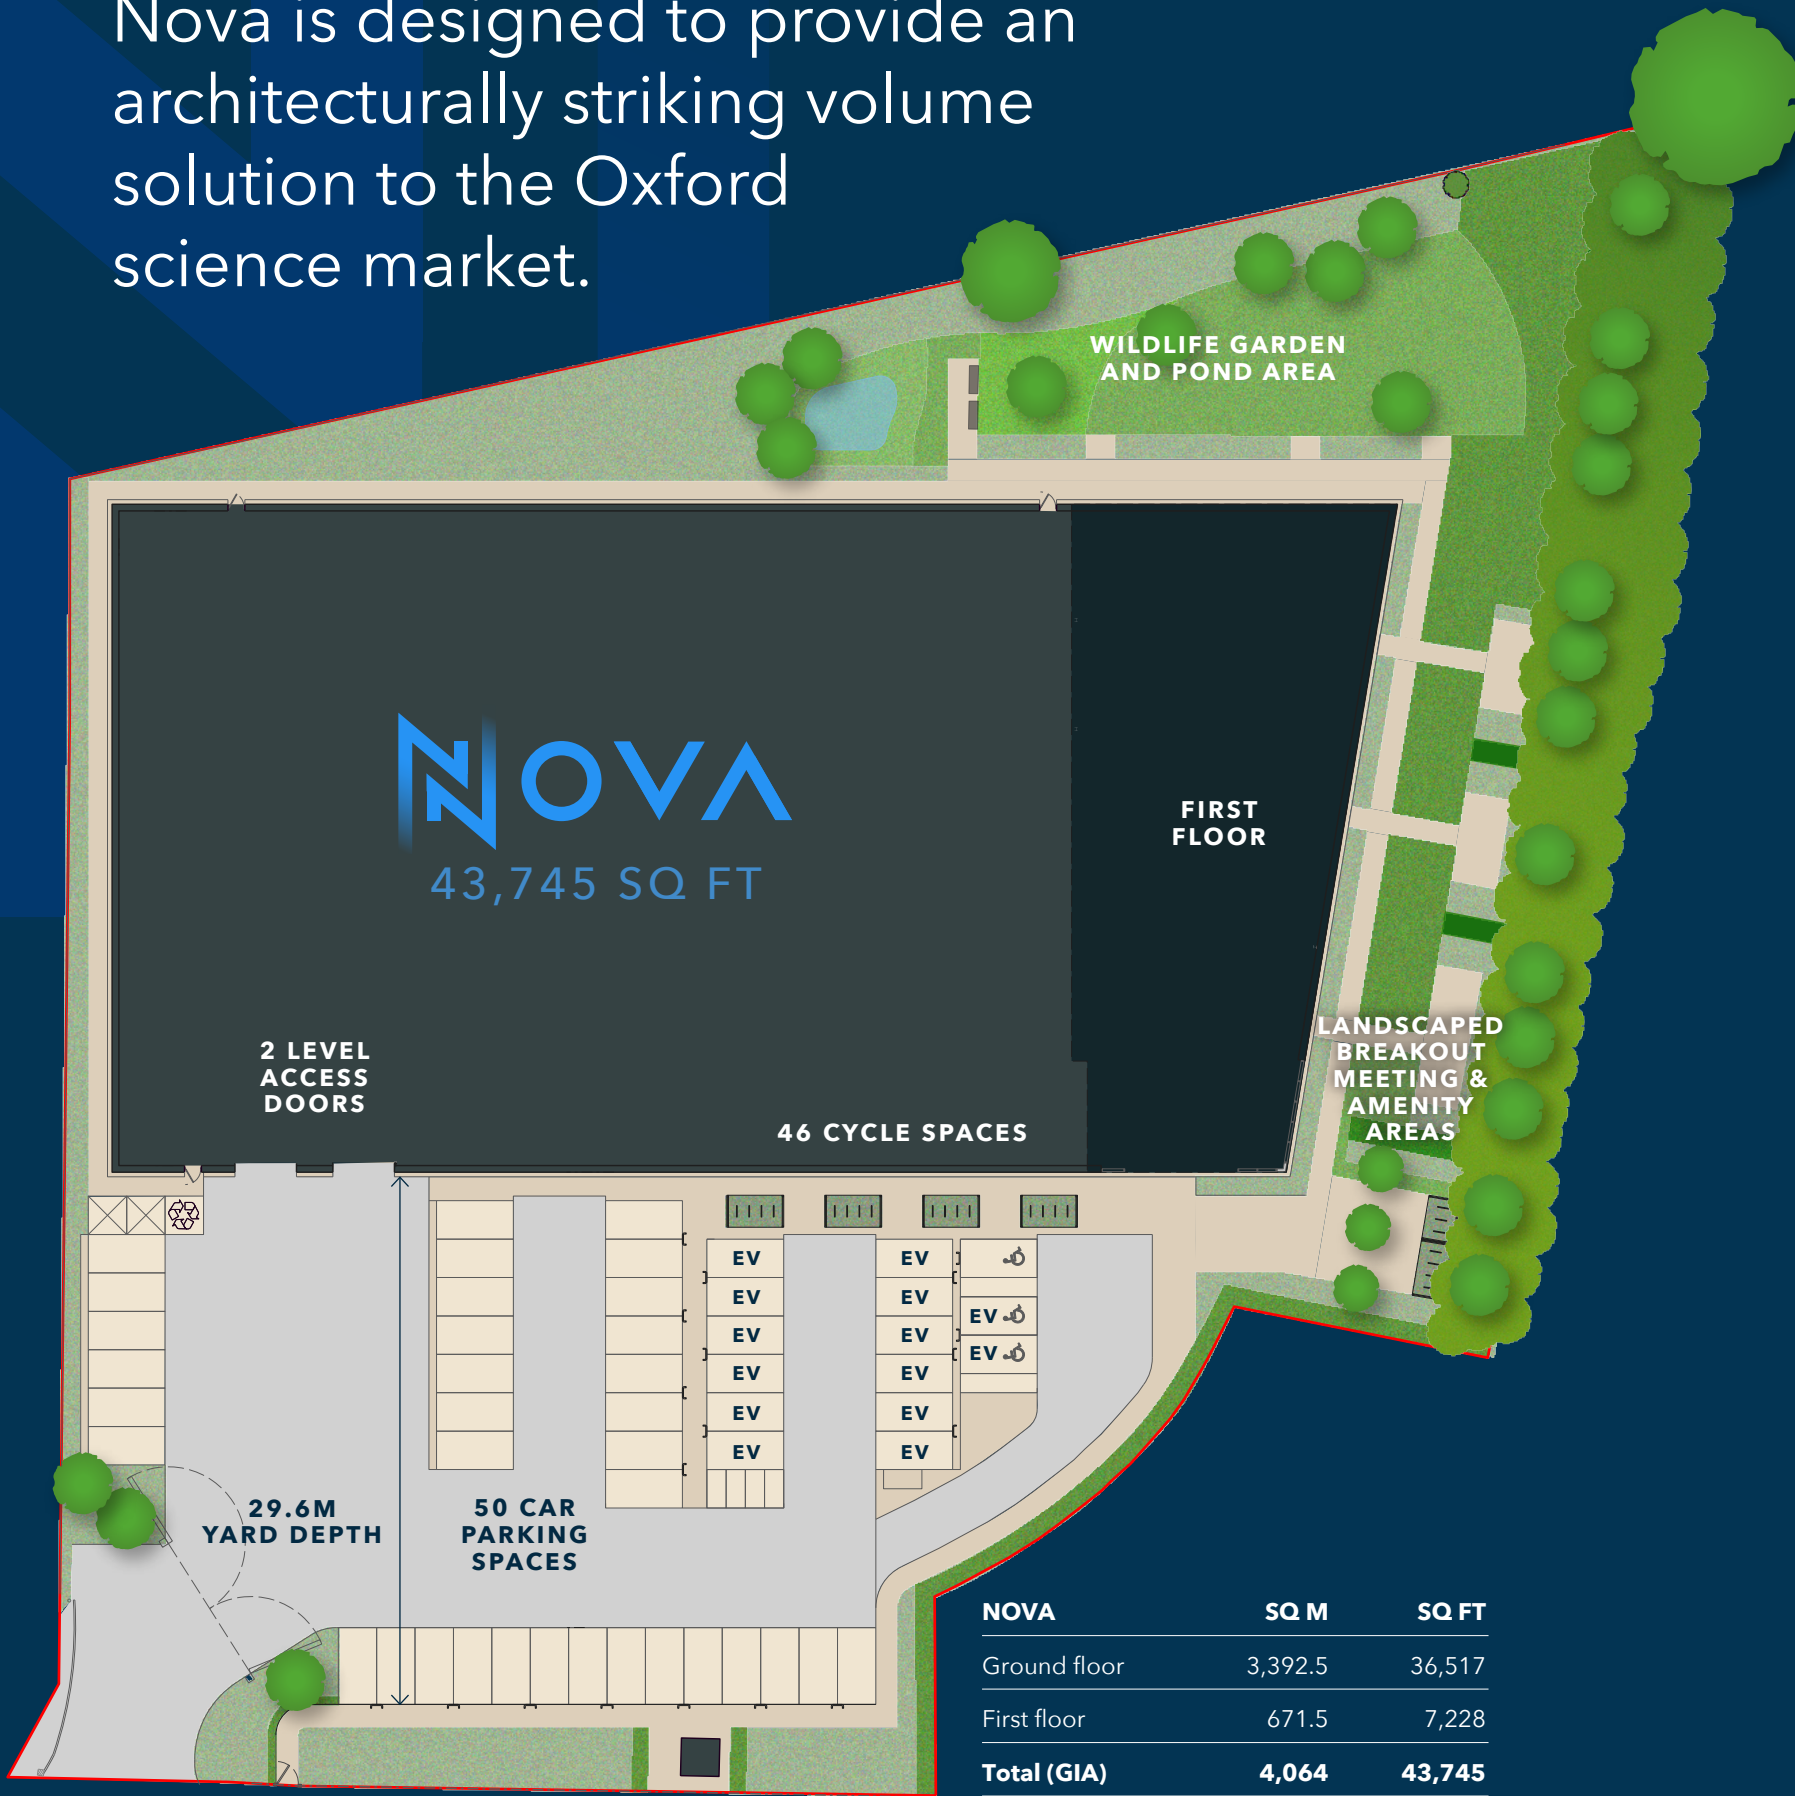 Nova is designed to provide an
architecturally striking volume
solution to the Oxford
science market.
WILDLIFE GARDEN
AND POND AREA
NOVA
43,745 SQ FT
FIRST
FLOOR
LANDSCAPED
BREAKOUT
MEETING &
AMENITY
AREAS
2 LEVEL
ACCESS
DOORS
46 CYCLE SPACES
EV EV
EV EV EV
EV EV EV
EV EV
EV EV
EV EV
29.6M
YARD DEPTH
50 CAR
PARKING
SPACES
NOVA SQ M SQ FT
Ground floor 3,392.5 36,517
First floor 671.5 7,228
Total (GIA) 4,064 43,745